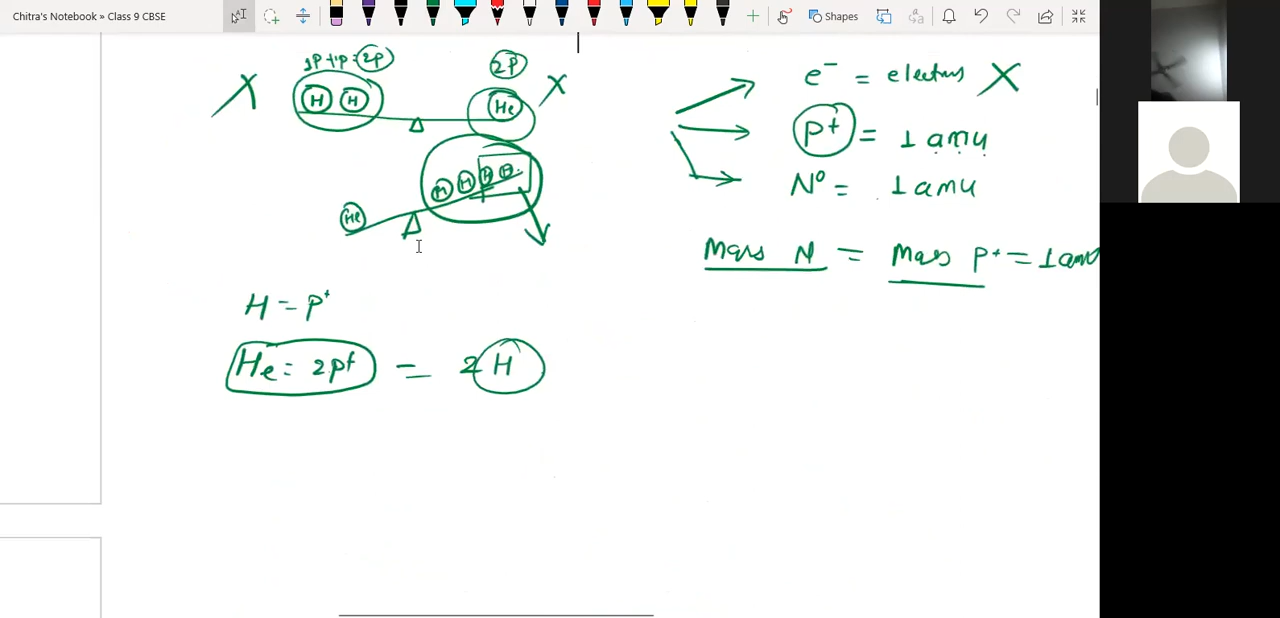 Chitra's Notebook » Class 9 CBSE
Shapes
1P+1P=2P
2P
X
H H
He
X
He
H H H H
H = P+
He = 2P+ = 2H
e- = electrons X
P+ = 1 amu
N0 = 1 amu
Mass N = Mass P+ = 1 amu